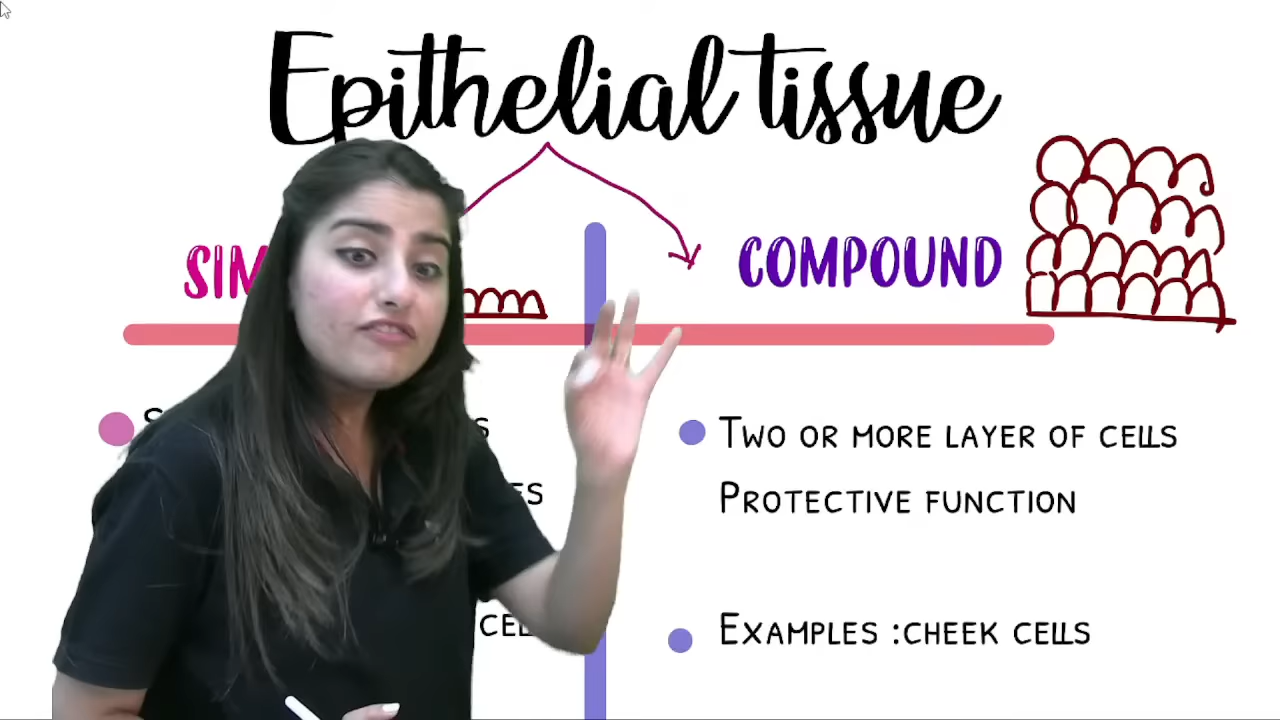 Epithelial tissue
COMPOUND
TWO OR MORE LAYER OF CELLS
PROTECTIVE FUNCTION
EXAMPLES :CHEEK CELLS